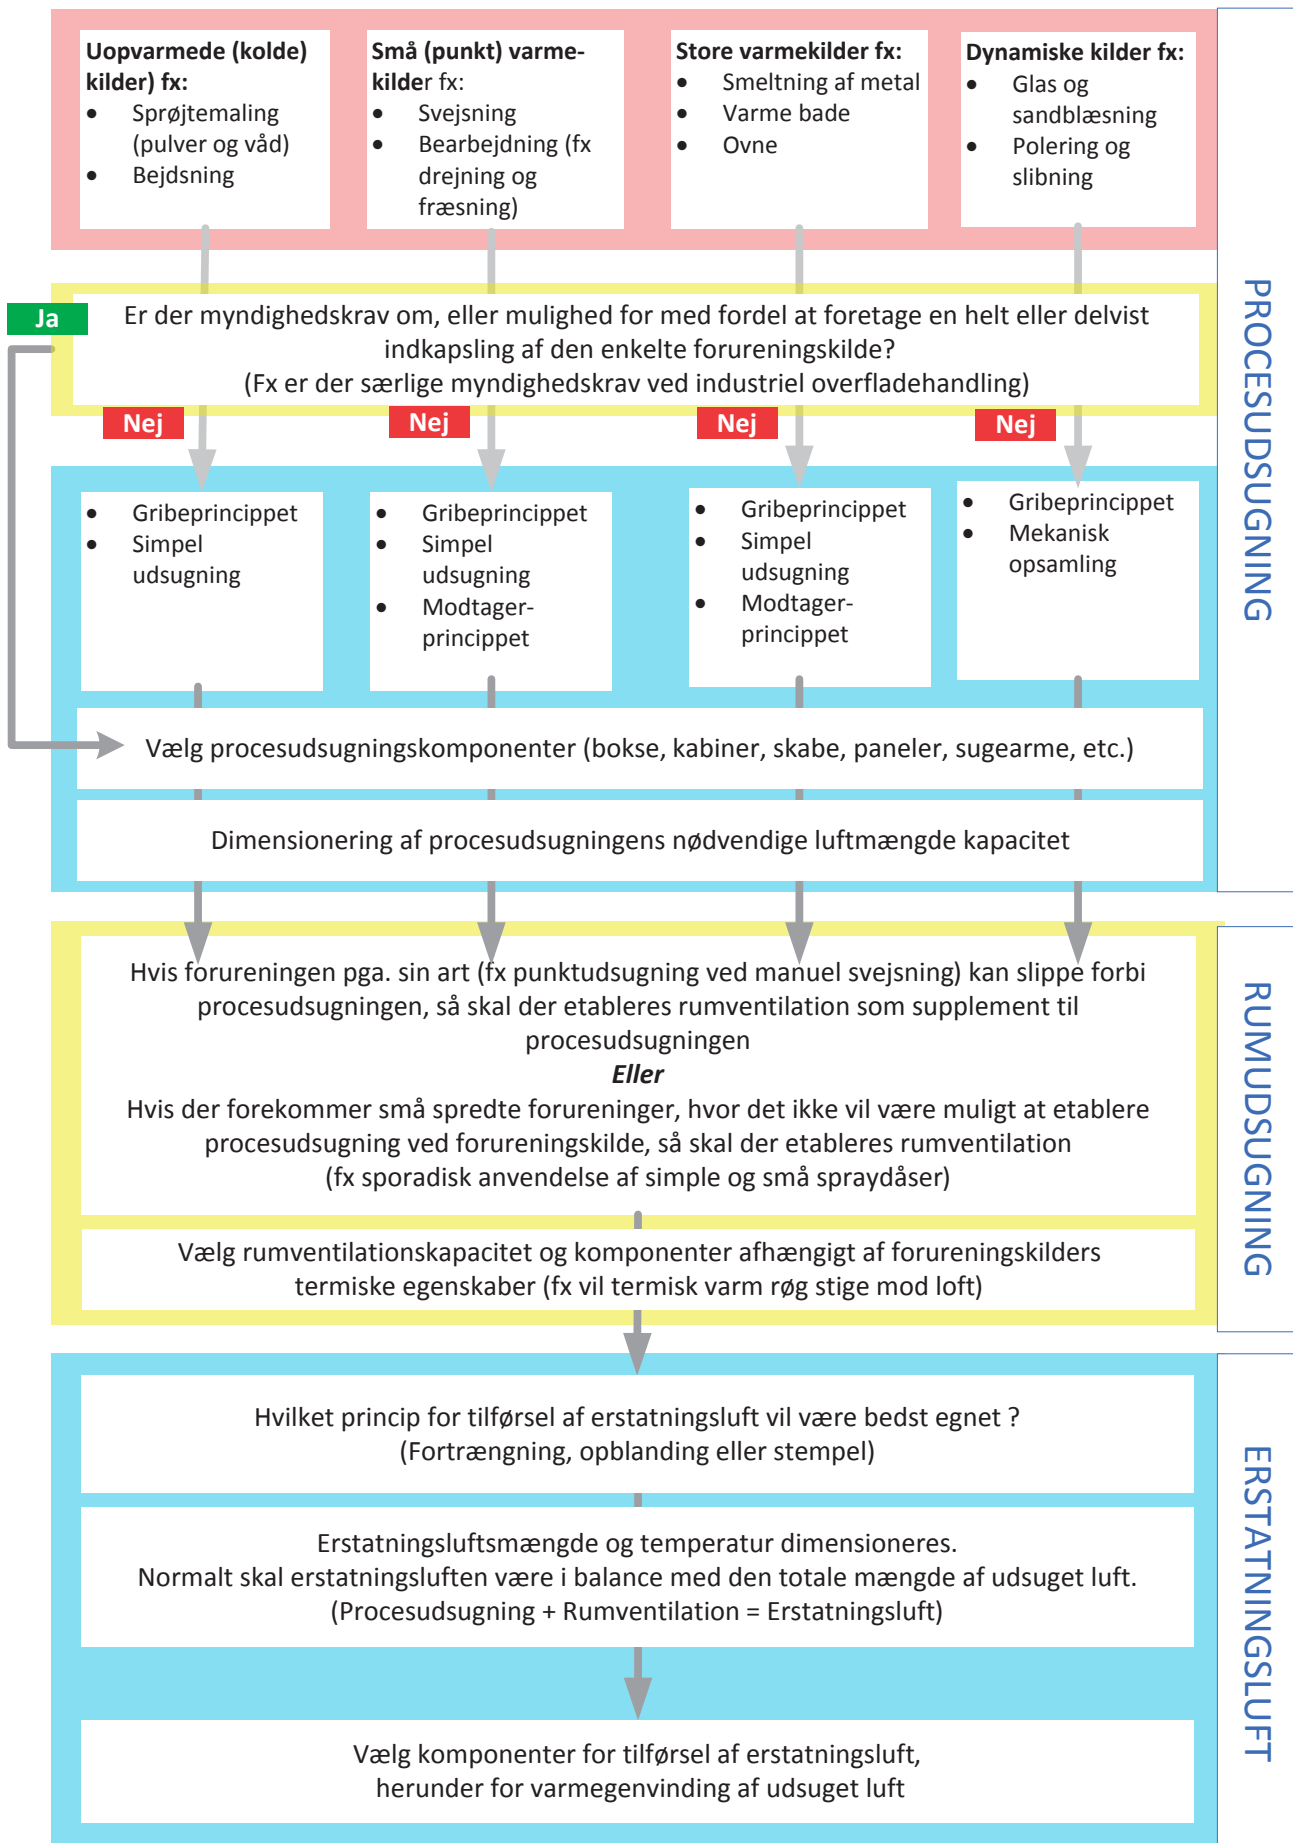 Uopvarmede (kolde)
kilder) fx:
• Sprøjtemaling
(pulver og våd)
• Bejdsning
Små (punkt) varme-
kilder fx:
• Svejsning
• Bearbejdning (fx
drejning og
fræsning)
Store varmekilder fx:
• Smeltning af metal
• Varme bade
• Ovne
Dynamiske kilder fx:
• Glas og
sandblæsning
• Polering og
slibning
Ja
Er der myndighedskrav om, eller mulighed for med fordel at foretage en helt eller delvist
indkapsling af den enkelte forureningskilde?
(Fx er der særlige myndighedskrav ved industriel overfladehandling)
Nej
Nej
Nej
Nej
• Gribeprincippet
• Simpel
udsugning
• Gribeprincippet
• Simpel
udsugning
• Modtager-
princippet
• Gribeprincippet
• Simpel
udsugning
• Modtager-
princippet
• Gribeprincippet
• Mekanisk
opsamling
Vælg procesudsugningskomponenter (bokse, kabiner, skabe, paneler, sugearme, etc.)
Dimensionering af procesudsugningens nødvendige luftmængde kapacitet
PROCESUDSUGNING
Hvis forureningen pga. sin art (fx punktudsugning ved manuel svejsning) kan slippe forbi
procesudsugningen, så skal der etableres rumventilation som supplement til
procesudsugningen
Eller
Hvis der forekommer små spredte forureninger, hvor det ikke vil være muligt at etablere
procesudsugning ved forureningskilde, så skal der etableres rumventilation
(fx sporadisk anvendelse af simple og små spraydåser)
Vælg rumventilationskapacitet og komponenter afhængigt af forureningskilders
termiske egenskaber (fx vil termisk varm røg stige mod loft)
RUMUDSUGNING
Hvilket princip for tilførsel af erstatningsluft vil være bedst egnet ?
(Fortrængning, opblanding eller stempel)
Erstatningsluftsmængde og temperatur dimensioneres.
Normalt skal erstatningsluften være i balance med den totale mængde af udsuget luft.
(Procesudsugning + Rumventilation = Erstatningsluft)
Vælg komponenter for tilførsel af erstatningsluft,
herunder for varmegenvinding af udsuget luft
ERSTATNINGSLUFT